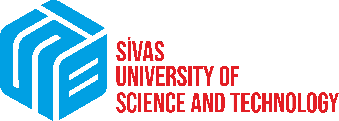 SİVAS
UNIVERSITY OF
SCIENCE AND TECHNOLOGY